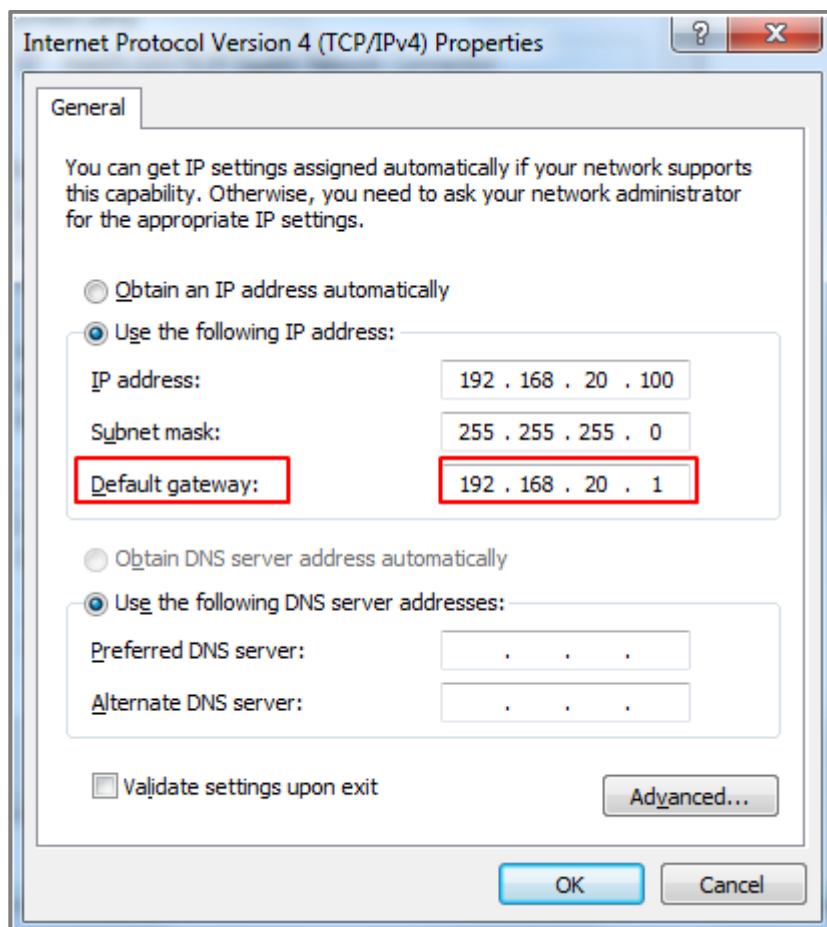 Internet Protocol Version 4 (TCP/IPv4) Properties
General
You can get IP settings assigned automatically if your network supports
this capability. Otherwise, you need to ask your network administrator
for the appropriate IP settings.
Obtain an IP address automatically
Use the following IP address:
IP address: 192 . 168 . 20 . 100
Subnet mask: 255 . 255 . 255 . 0
Default gateway: 192 . 168 . 20 . 1
Obtain DNS server address automatically
Use the following DNS server addresses:
Preferred DNS server: . . .
Alternate DNS server: . . .
Validate settings upon exit
Advanced...
OK Cancel